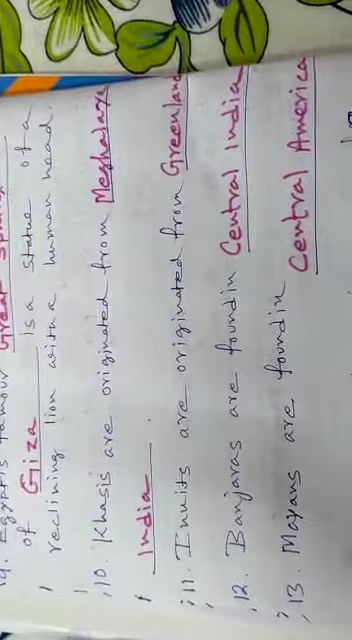 9. Egypt's famous Great Sphinx
of Giza is a statue of a
reclining lion with a human head.
10. Khasis are originated from Meghalaya
India.
11. Inuits are originated from Greenland
12. Banjaras are found in Central India
13. Mayans are found in Central America